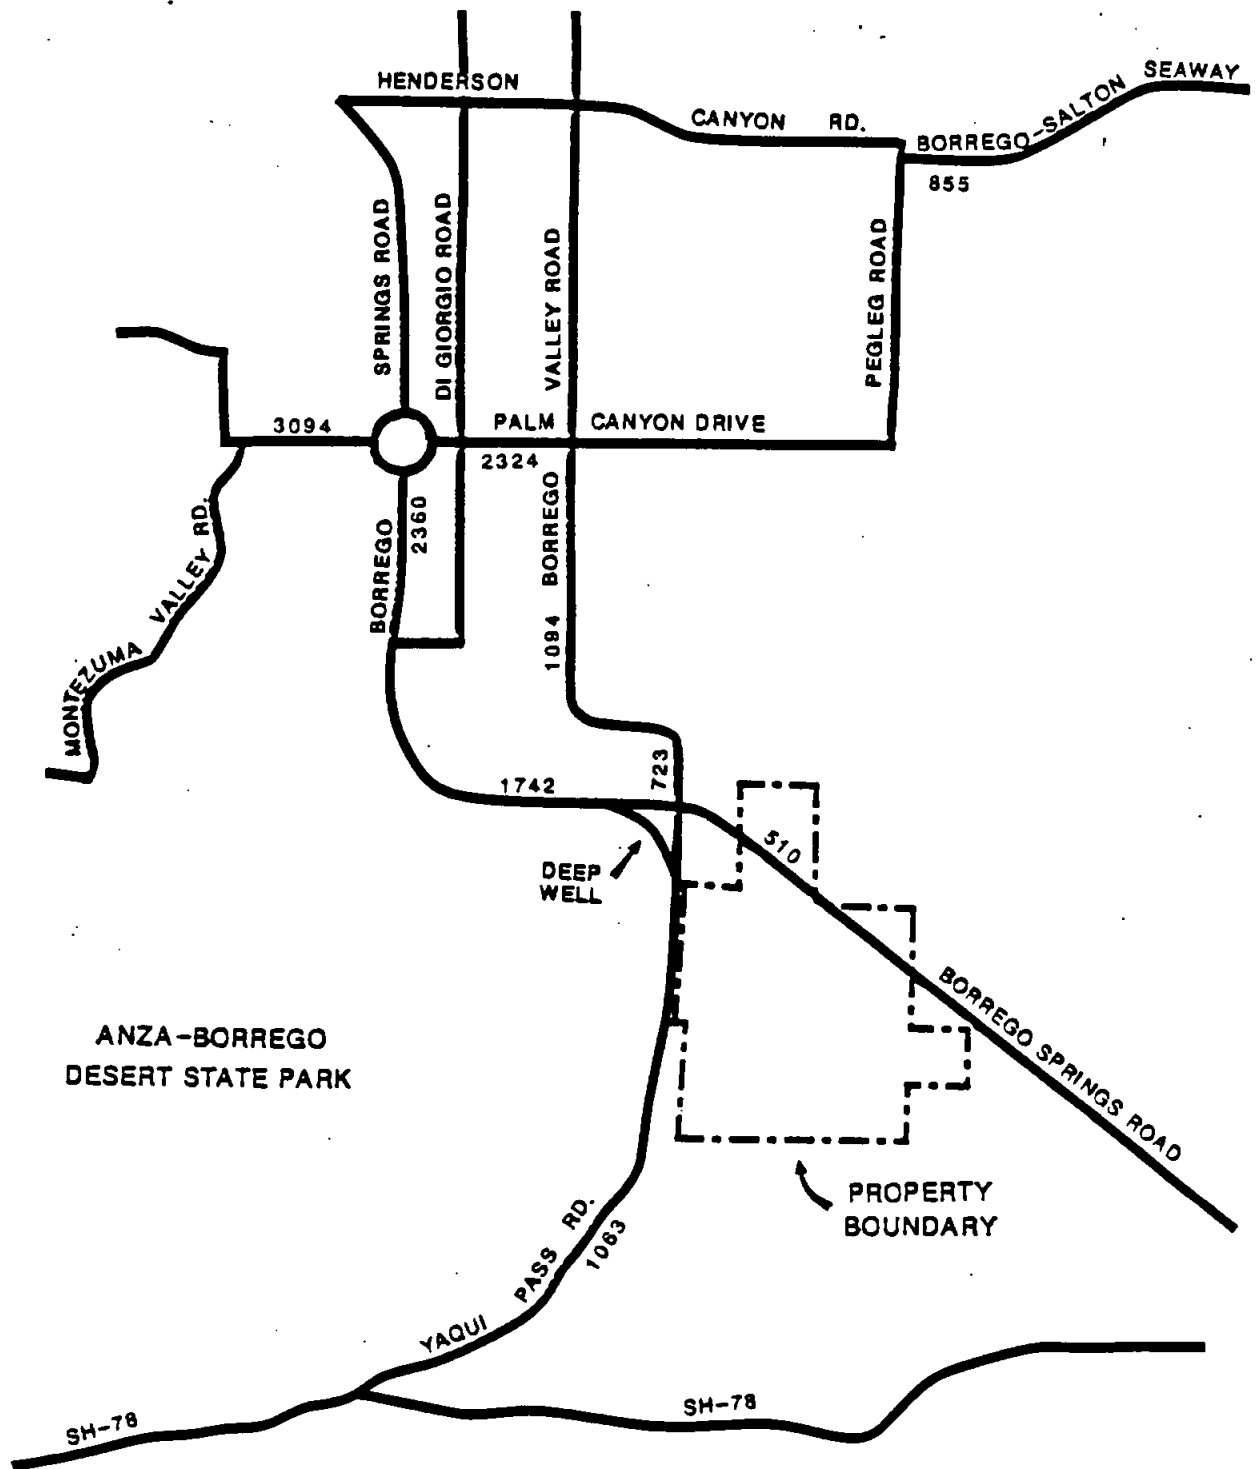 HENDERSON
CANYON RD.
BORREGO-SALTON SEAWAY
855
SPRINGS ROAD
DI GIORGIO ROAD
VALLEY ROAD
PEGLEG ROAD
3094
PALM CANYON DRIVE
2324
2360
BORREGO
BORREGO
1094
MONTEZUMA VALLEY RD.
723
1742
510
DEEP
WELL
BORREGO SPRINGS ROAD
ANZA-BORREGO
DESERT STATE PARK
PROPERTY
BOUNDARY
YAQUI PASS RD.
1063
SH-78
SH-78